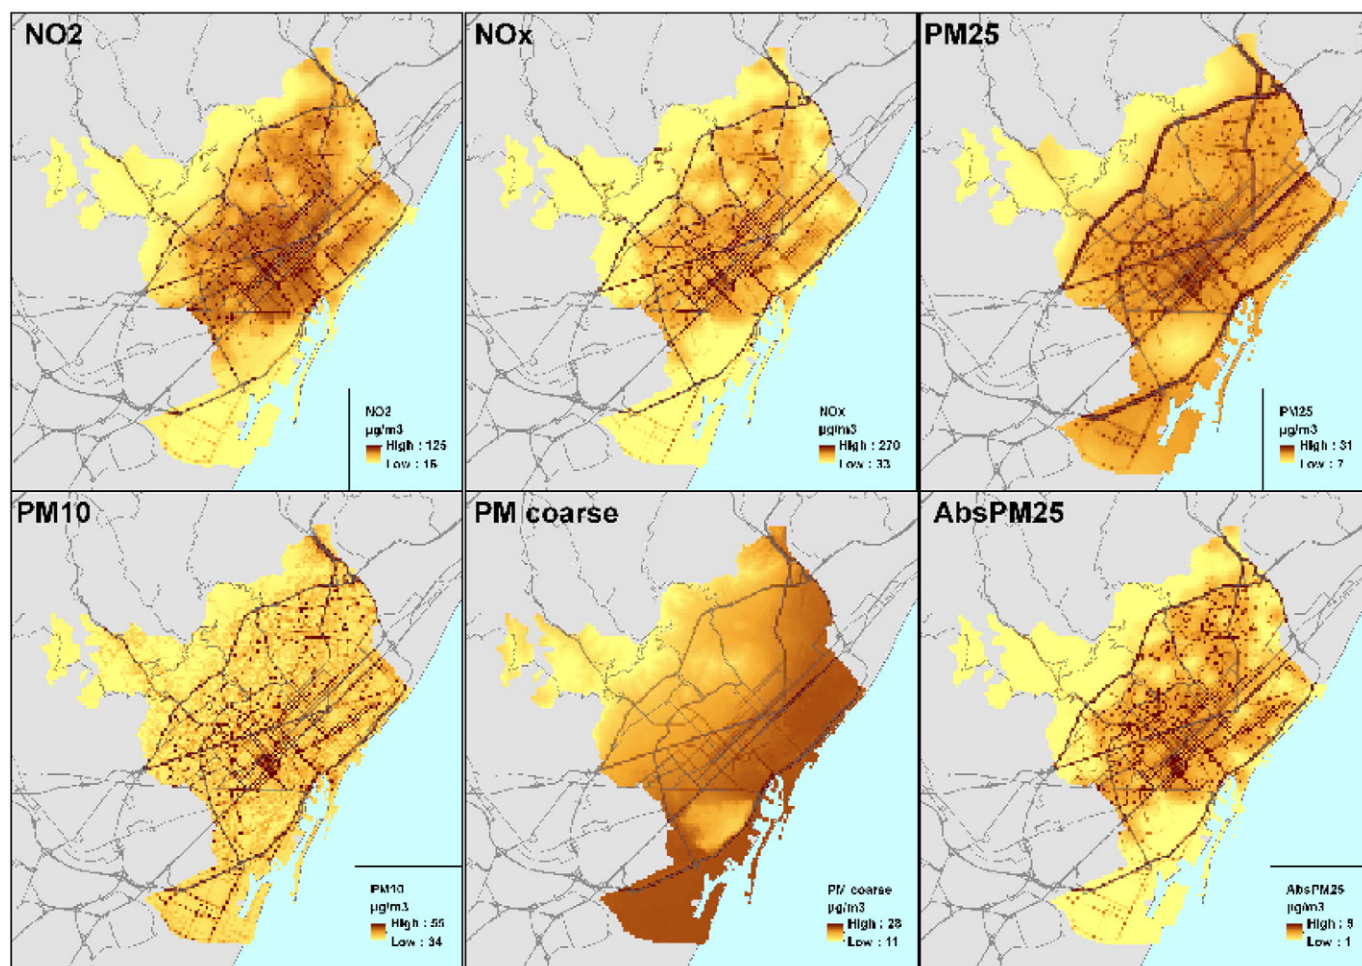 NO2
NO2
µg/m3
High : 125
Low : 16
NOx
NOx
µg/m3
High : 270
Low : 33
PM25
PM25
µg/m3
High : 31
Low : 7
PM10
PM10
µg/m3
High : 55
Low : 34
PM coarse
PM coarse
µg/m3
High : 28
Low : 11
AbsPM25
AbsPM25
µg/m3
High : 9
Low : 1